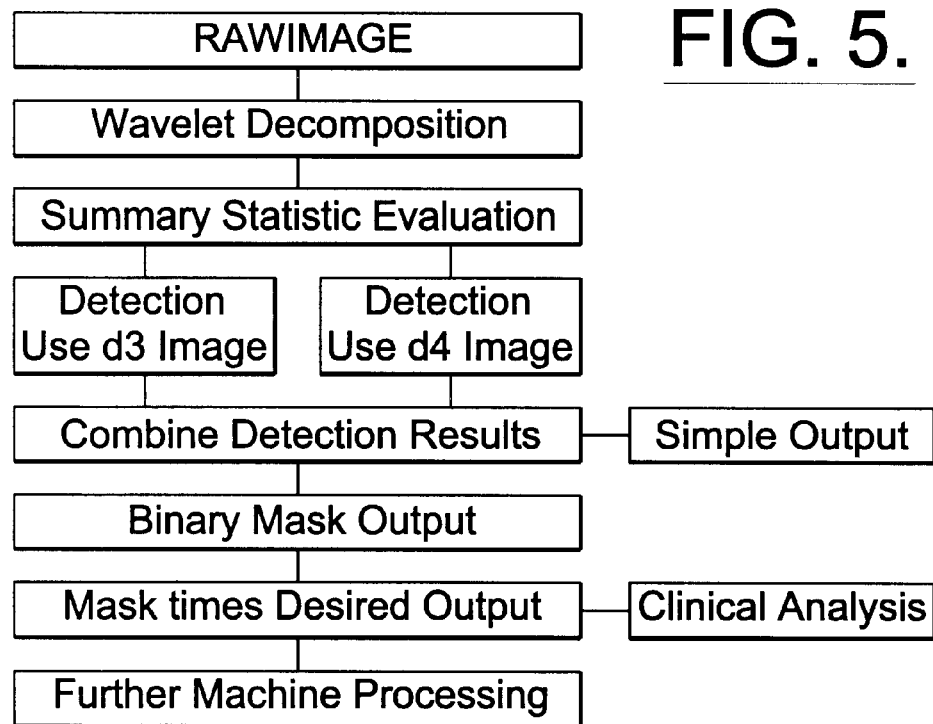 FIG. 5.
RAWIMAGE
Wavelet Decomposition
Summary Statistic Evaluation
Detection
Use d3 Image
Detection
Use d4 Image
Combine Detection Results
Simple Output
Binary Mask Output
Mask times Desired Output
Clinical Analysis
Further Machine Processing